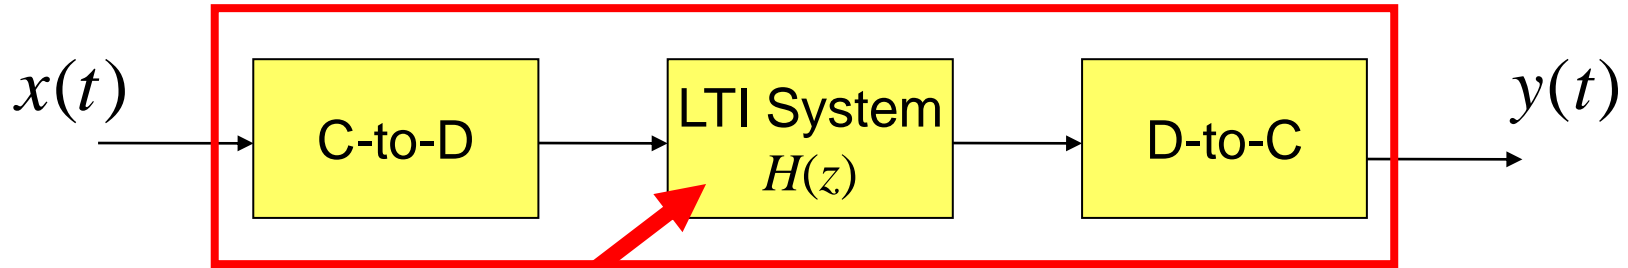 x(t)
C-to-D
LTI System
H(z)
D-to-C
y(t)